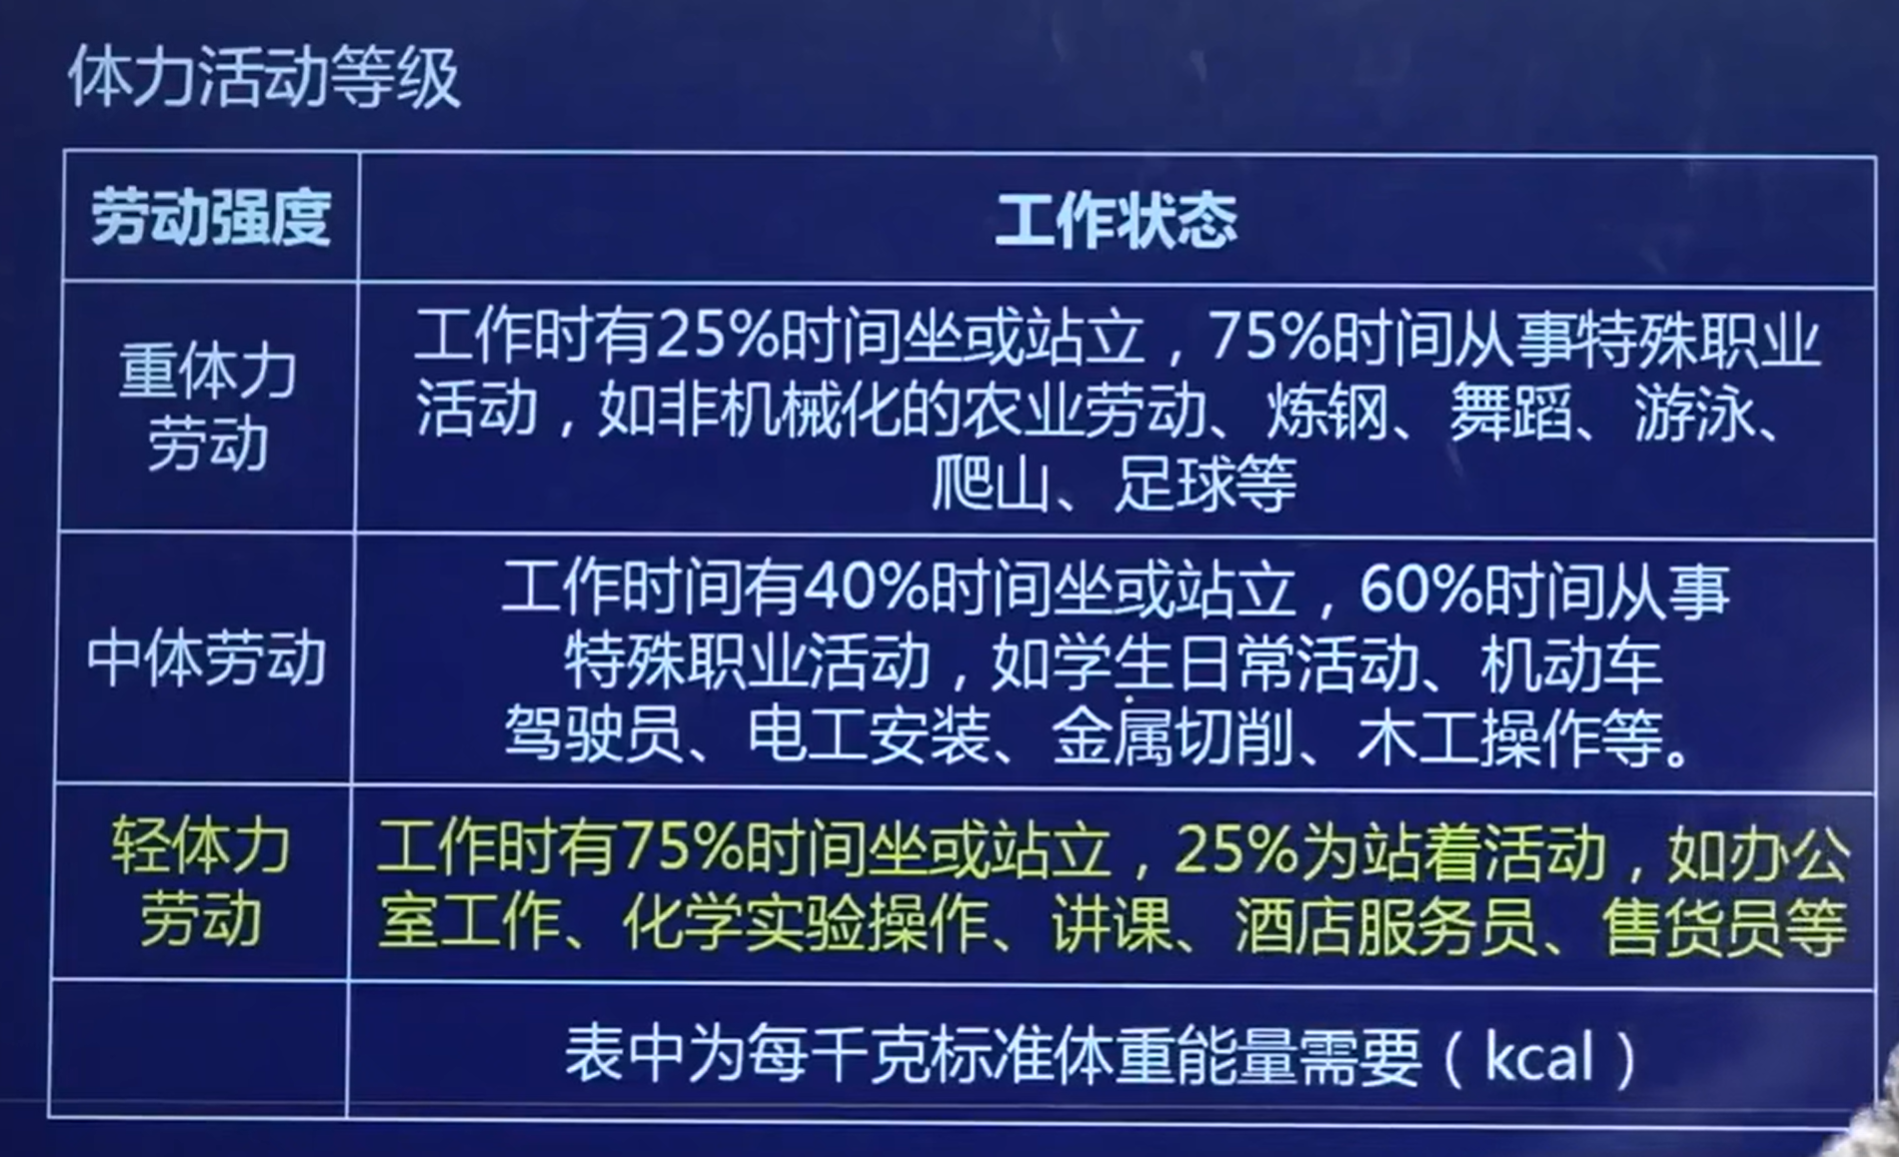 体力活动等级
劳动强度
工作状态
重体力
劳动
工作时有25%时间坐或站立，75%时间从事特殊职业
活动，如非机械化的农业劳动、炼钢、舞蹈、游泳、
爬山、足球等
中体劳动
工作时间有40%时间坐或站立，60%时间从事
特殊职业活动，如学生日常活动、机动车
驾驶员、电工安装、金属切削、木工操作等。
轻体力
劳动
工作时有75%时间坐或站立，25%为站着活动，如办公
室工作、化学实验操作、讲课、酒店服务员、售货员等
表中为每千克标准体重能量需要（kcal）